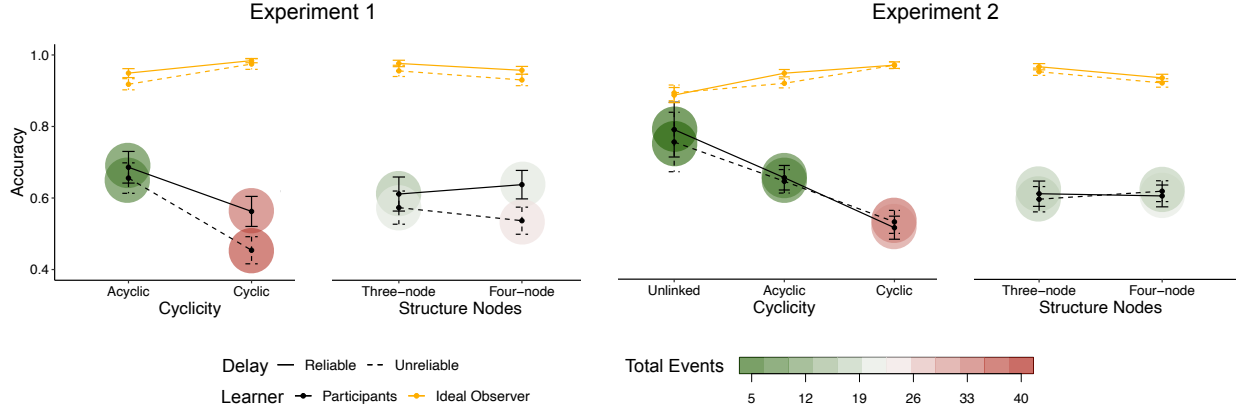 Experiment 1
Experiment 2
Accuracy
1.0
0.8
0.6
0.4
Acyclic Cyclic
Cyclicity
Three−node Four−node
Structure Nodes
Unlinked Acyclic Cyclic
Cyclicity
Three−node Four−node
Structure Nodes
Delay Reliable Unreliable
Learner Participants Ideal Observer
Total Events
5 12 19 26 33 40